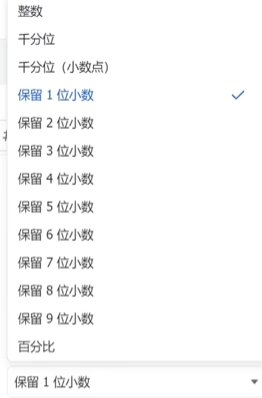 整数
千分位
千分位（小数点）
保留 1 位小数
保留 2 位小数
保留 3 位小数
保留 4 位小数
保留 5 位小数
保留 6 位小数
保留 7 位小数
保留 8 位小数
保留 9 位小数
百分比
保留 1 位小数